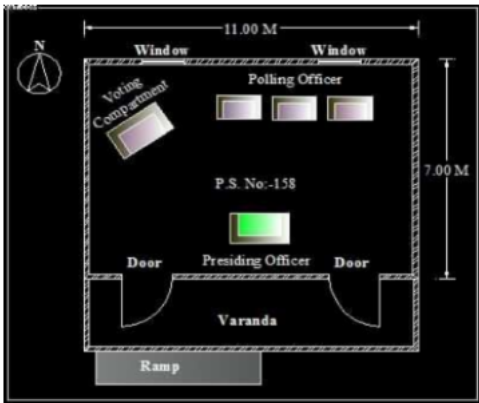 11.00 M
N
Window
Window
Voting
Compartment
Polling Officer
7.00 M
P.S. No:-158
Door
Presiding Officer
Door
Varanda
Ramp